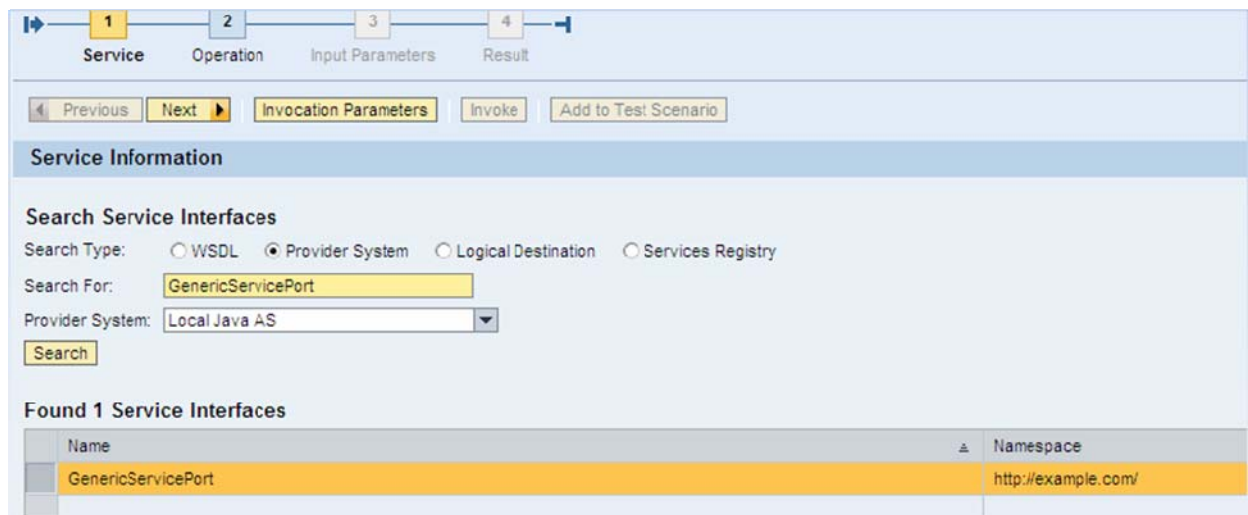 1 2 3 4
Service Operation Input Parameters Result
Previous Next Invocation Parameters Invoke Add to Test Scenario
Service Information
Search Service Interfaces
Search Type: WSDL Provider System Logical Destination Services Registry
Search For: GenericServicePort
Provider System: Local Java AS
Search
Found 1 Service Interfaces
Name Namespace
GenericServicePort http://example.com/